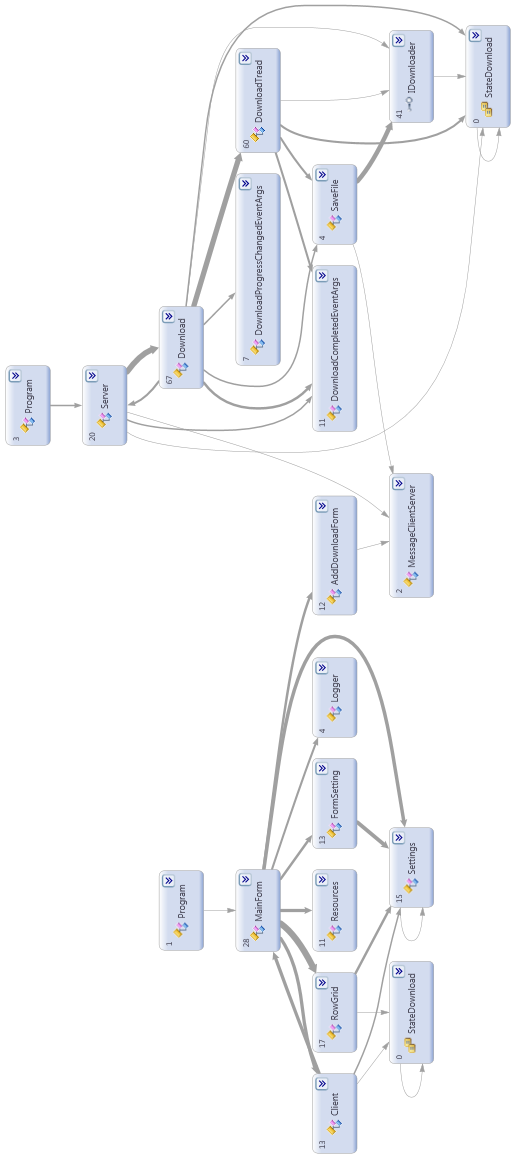 3
Program
20
Server
1
Program
67
Download
28
MainForm
7
DownloadProgressChangedEventArgs
60
DownloadTread
13
Client
17
RowGrid
11
Resources
13
FormSetting
4
Logger
12
AddDownloadForm
11
DownloadCompletedEventArgs
4
SaveFile
0
StateDownload
15
Settings
2
MessageClientServer
41
IDownloader
0
StateDownload